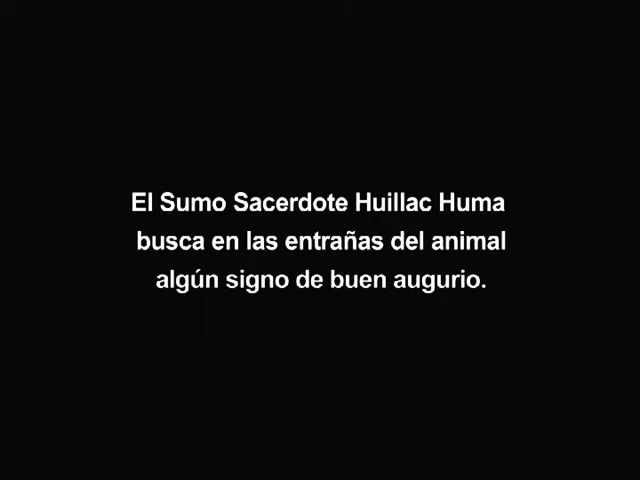 El Sumo Sacerdote Huillac Huma
busca en las entrañas del animal
algún signo de buen augurio.